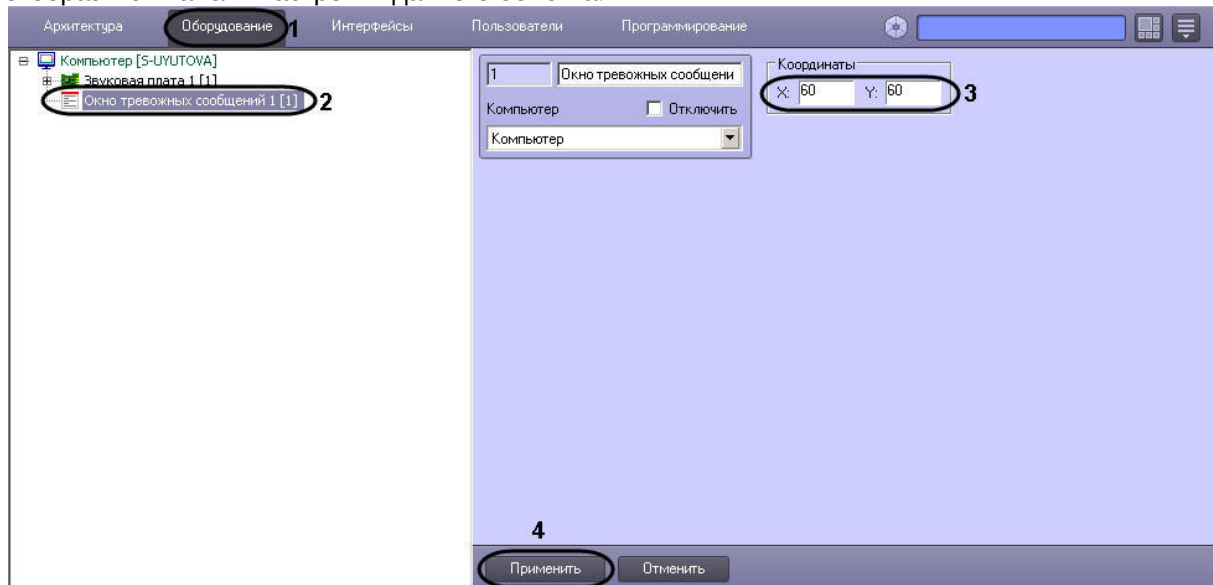 Архитектура Оборудование 1 Интерфейсы Пользователи Программирование
Компьютер [S-UYUTOVA]
Звуковая плата 1 [1]
Окно тревожных сообщений 1 [1] 2
1 Окно тревожных сообщени
Компьютер Отключить
Компьютер
Координаты
X: 60 Y: 60 3
4
Применить Отменить